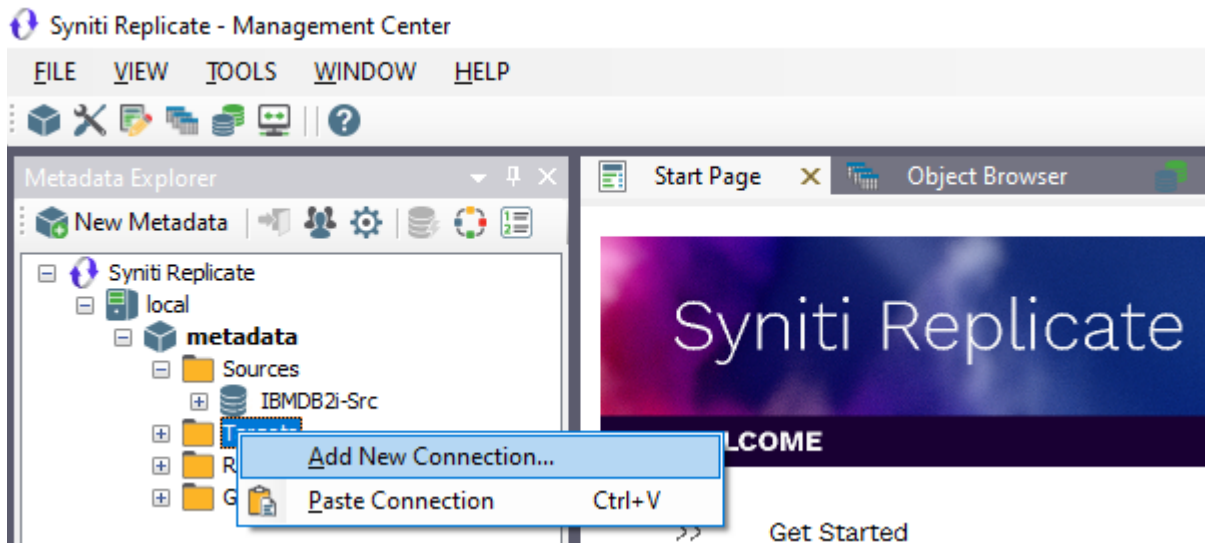 Syniti Replicate - Management Center
FILE VIEW TOOLS WINDOW HELP
Metadata Explorer
Start Page
Object Browser
New Metadata
Syniti Replicate
local
metadata
Sources
IBMDB2i-Src
R
G
Add New Connection...
Paste Connection Ctrl+V
Syniti Replicate
LCOME
>> Get Started